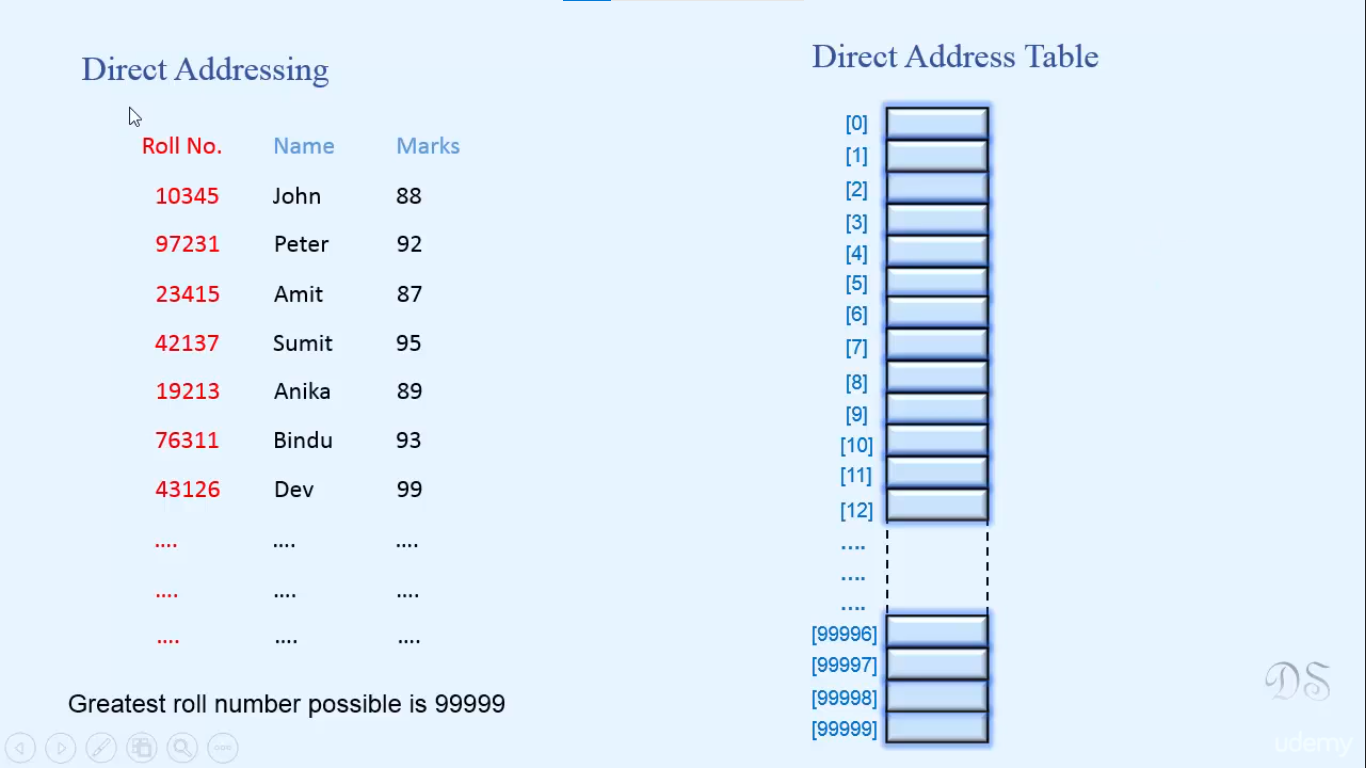 Direct Addressing
Roll No. Name Marks
10345 John 88
97231 Peter 92
23415 Amit 87
42137 Sumit 95
19213 Anika 89
76311 Bindu 93
43126 Dev 99
.... .... ....
.... .... ....
.... .... ....
Greatest roll number possible is 99999
Direct Address Table
[0]
[1]
[2]
[3]
[4]
[5]
[6]
[7]
[8]
[9]
[10]
[11]
[12]
....
....
....
[99996]
[99997]
[99998]
[99999]
DS
udemy